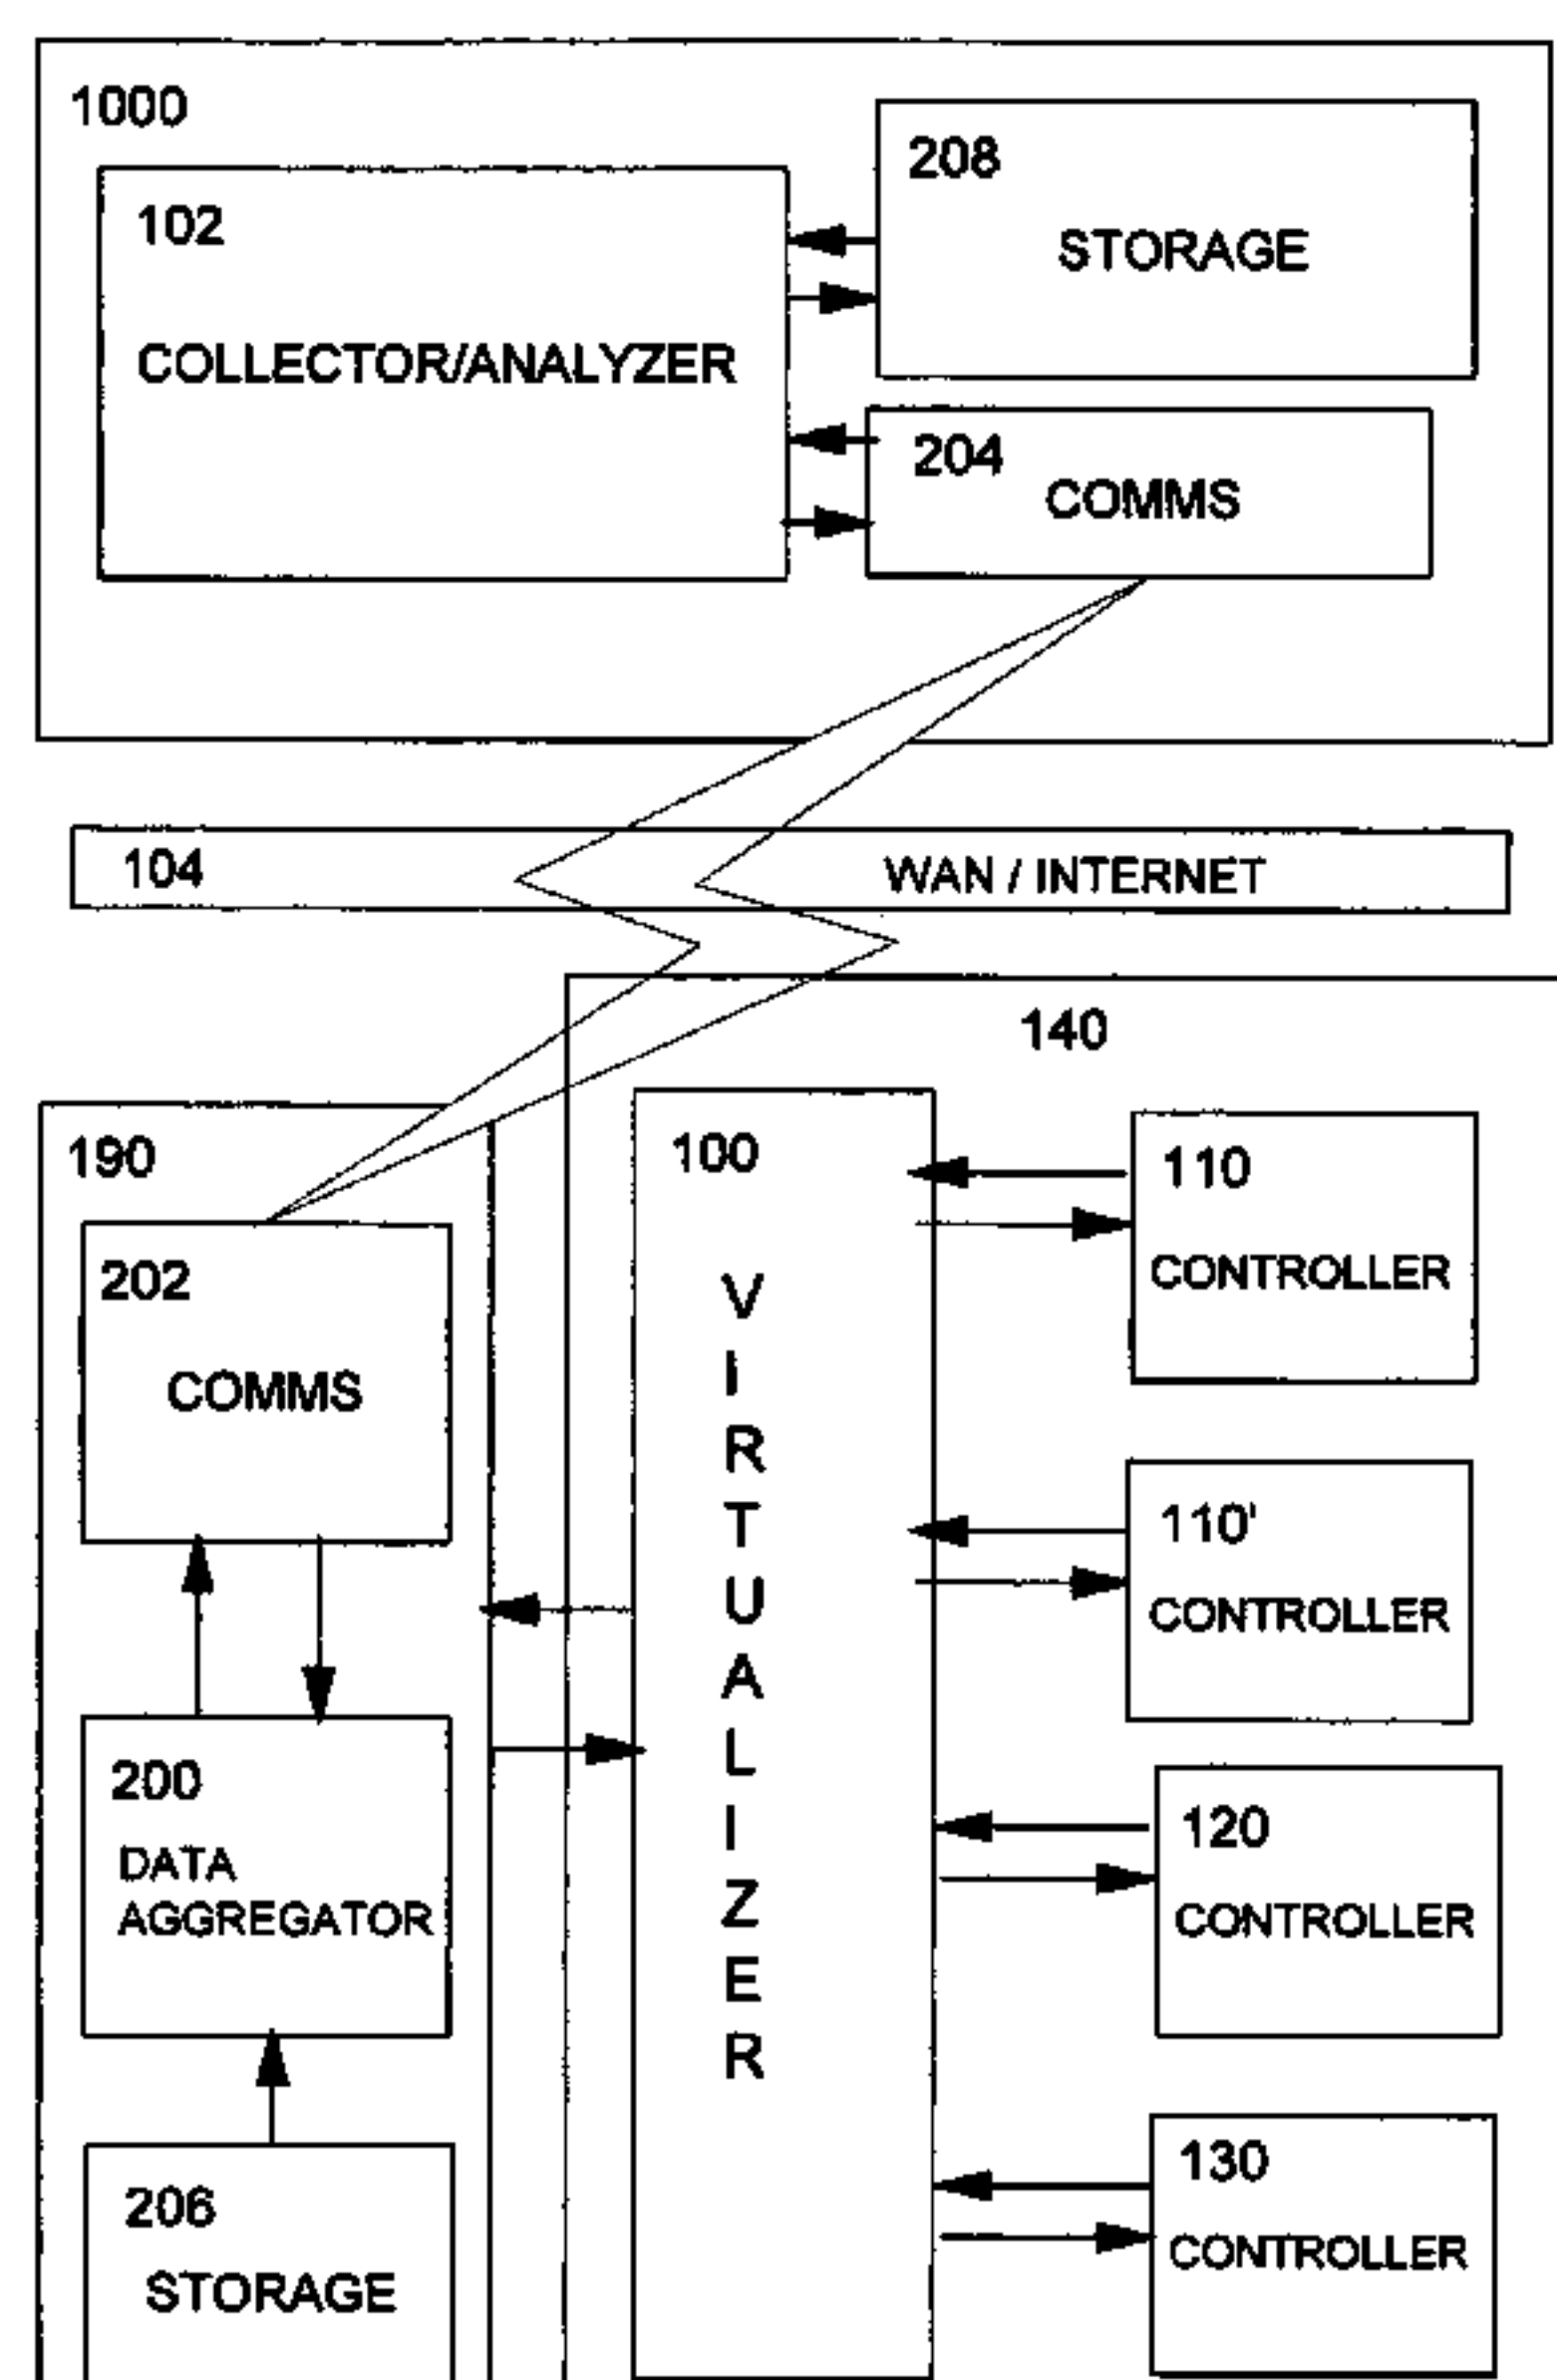 1000
102
COLLECTOR/ANALYZER
208
STORAGE
204
COMMS
104
WAN / INTERNET
140
190
202
COMMS
200
DATA
AGGREGATOR
206
STORAGE
100
V
I
R
T
U
A
L
I
Z
E
R
110
CONTROLLER
110'
CONTROLLER
120
CONTROLLER
130
CONTROLLER